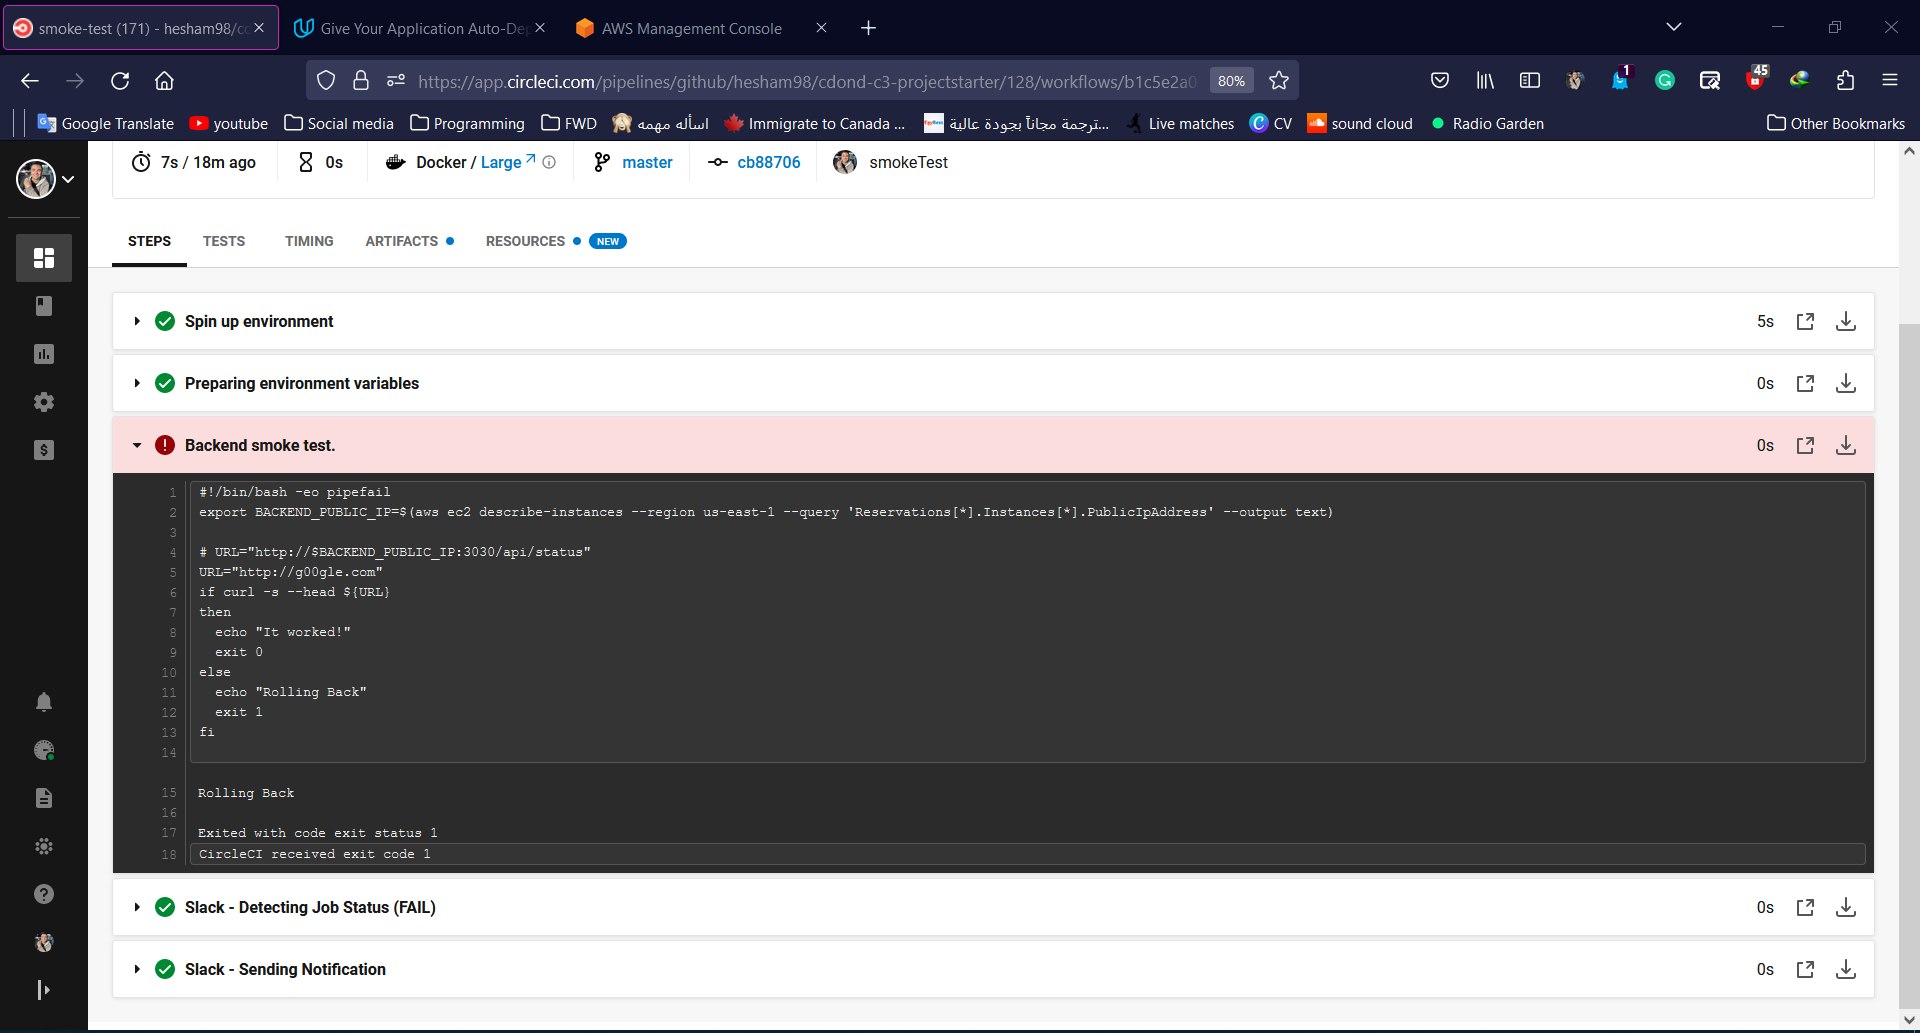 smoke-test (171) - hesham98/cd
Give Your Application Auto-De
AWS Management Console
https://app.circleci.com/pipelines/github/hesham98/cdond-c3-projectstarter/128/workflows/b1c5e2a0
80%
1
45
Google Translate
youtube
Social media
Programming
FWD
اسأله مهمه
Immigrate to Canada ...
ترجمة مجاناً بجودة عالية...
Live matches
CV
sound cloud
Radio Garden
Other Bookmarks
7s / 18m ago
0s
Docker / Large
master
cb88706
smokeTest
STEPS
TESTS
TIMING
ARTIFACTS
RESOURCES
NEW
Spin up environment
5s
Preparing environment variables
0s
Backend smoke test.
0s
1 #!/bin/bash -eo pipefail
2 export BACKEND_PUBLIC_IP=$(aws ec2 describe-instances --region us-east-1 --query 'Reservations[*].Instances[*].PublicIpAddress' --output text)
3
4 # URL="http://$BACKEND_PUBLIC_IP:3030/api/status"
5 URL="http://g00gle.com"
6 if curl -s --head ${URL}
7 then
8 echo "It worked!"
9 exit 0
10 else
11 echo "Rolling Back"
12 exit 1
13 fi
14
15 Rolling Back
16
17 Exited with code exit status 1
18 CircleCI received exit code 1
Slack - Detecting Job Status (FAIL)
0s
Slack - Sending Notification
0s